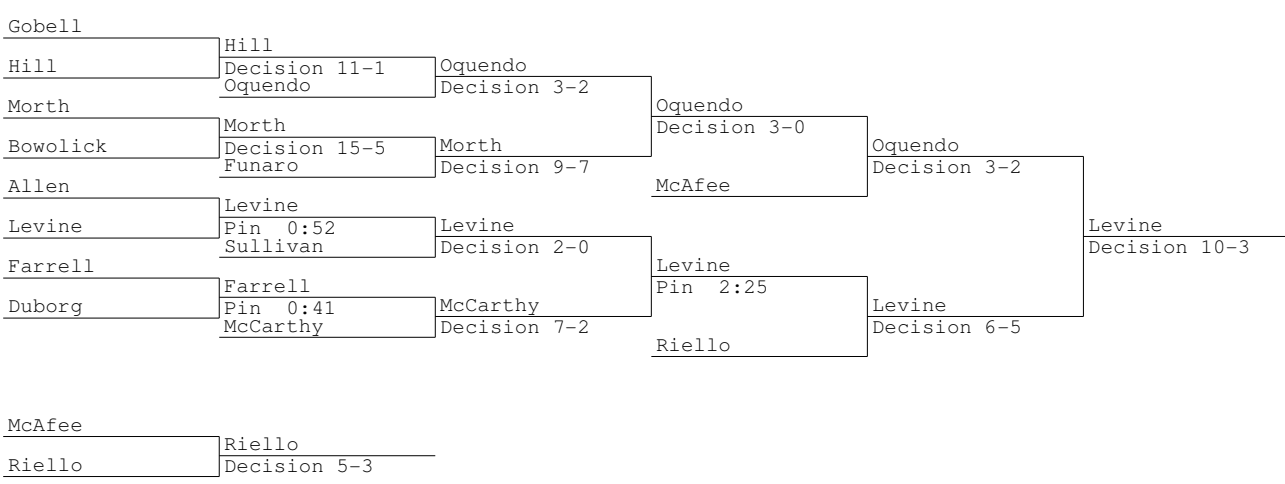 Gobell
Hill
Hill
Decision 11-1
Oquendo
Oquendo
Decision 3-2
Morth
Oquendo
Decision 3-0
Morth
Bowolick
Decision 15-5
Morth
Oquendo
Funaro
Decision 9-7
Decision 3-2
Allen
McAfee
Levine
Levine
Pin 0:52
Levine
Levine
Sullivan
Decision 2-0
Decision 10-3
Farrell
Levine
Farrell
Pin 2:25
Duborg
Pin 0:41
McCarthy
Levine
McCarthy
Decision 7-2
Decision 6-5
Riello
McAfee
Riello
Riello
Decision 5-3